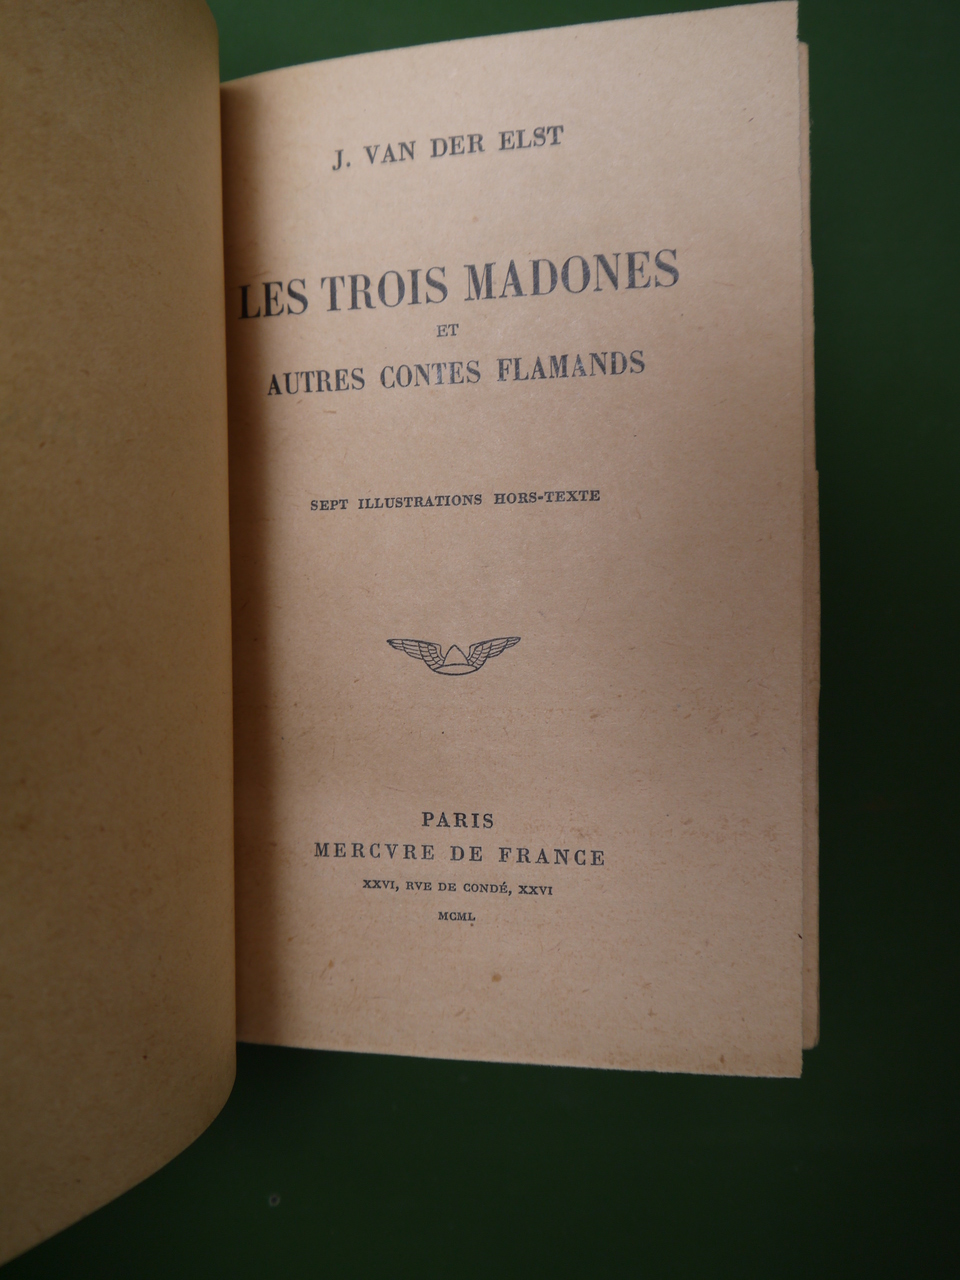 J. VAN DER ELST
LES TROIS MADONES
ET
AUTRES CONTES FLAMANDS
SEPT ILLUSTRATIONS HORS-TEXTE
PARIS
MERCVRE DE FRANCE
XXVI, RVE DE CONDÉ, XXVI
MCML